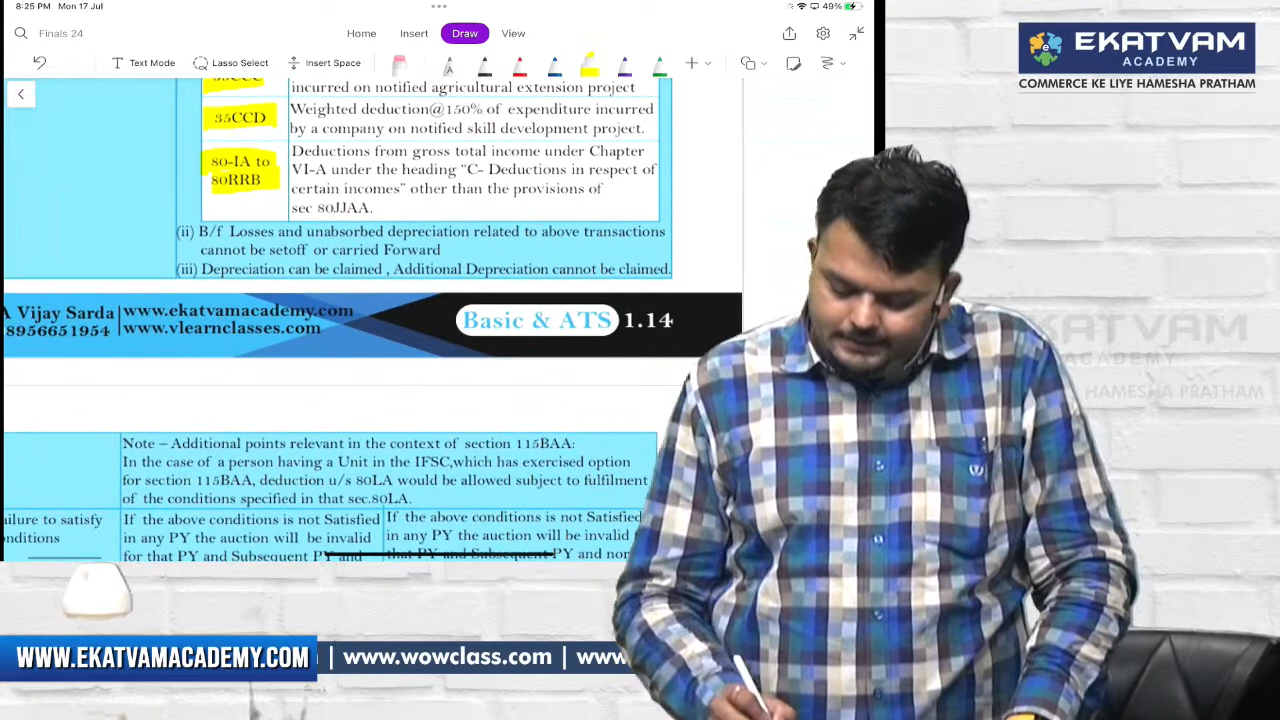 8:25 PM Mon 17 Jul
49%
Finals 24
Home Insert Draw View
Text Mode Lasso Select Insert Space
incurred on notified agricultural extension project
35CCD
Weighted deduction@150% of expenditure incurred
by a company on notified skill development project.
80-IA to
80RRB
Deductions from gross total income under Chapter
VI-A under the heading “C- Deductions in respect of
certain incomes” other than the provisions of
sec 80JJAA.
(ii) B/f Losses and unabsorbed depreciation related to above transactions
cannot be setoff or carried Forward
(iii) Depreciation can be claimed , Additional Depreciation cannot be claimed.
A Vijay Sarda
8956651954
www.ekatvamacademy.com
www.vlearnclasses.com
Basic & ATS 1.14
Note – Additional points relevant in the context of section 115BAA:
In the case of a person having a Unit in the IFSC,which has exercised option
for section 115BAA, deduction u/s 80LA would be allowed subject to fulfilment
of the conditions specified in that sec.80LA.
ailure to satisfy
onditions
If the above conditions is not Satisfied
in any PY the auction will be invalid
for that PY and Subsequent PY and
If the above conditions is not Satisfied
in any PY the auction will be invalid
that PY and Subsequent PY and nor
EKATVAM
ACADEMY
COMMERCE KE LIYE HAMESHA PRATHAM
EKATVAM
ACADEMY
HAMESHA PRATHAM
WWW.EKATVAMACADEMY.COM | www.wowclass.com | www.